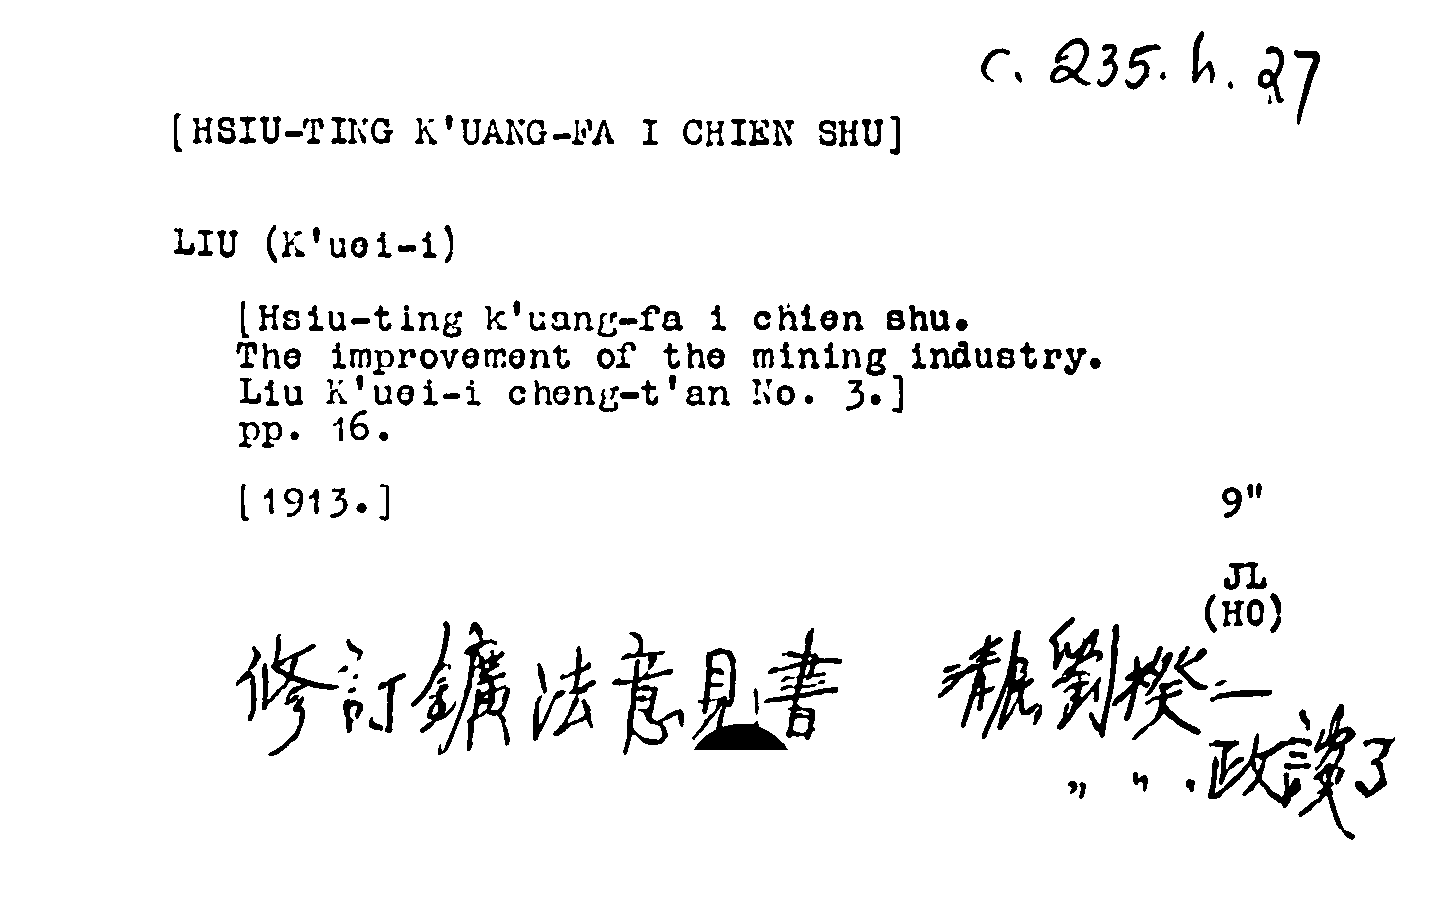 c. 235. h. 27
[HSIU-TING K'UANG-FA I CHIEN SHU]
LIU (K'uei-i)
[Hsiu-ting k'uang-fa i chien shu.
The improvement of the mining industry.
Liu K'uei-i cheng-t'an No. 3.]
pp. 16.
[1913.] 9"
JL
(HO)
修訂鑛法意見書 劉揆一
„ „ . 政談 3